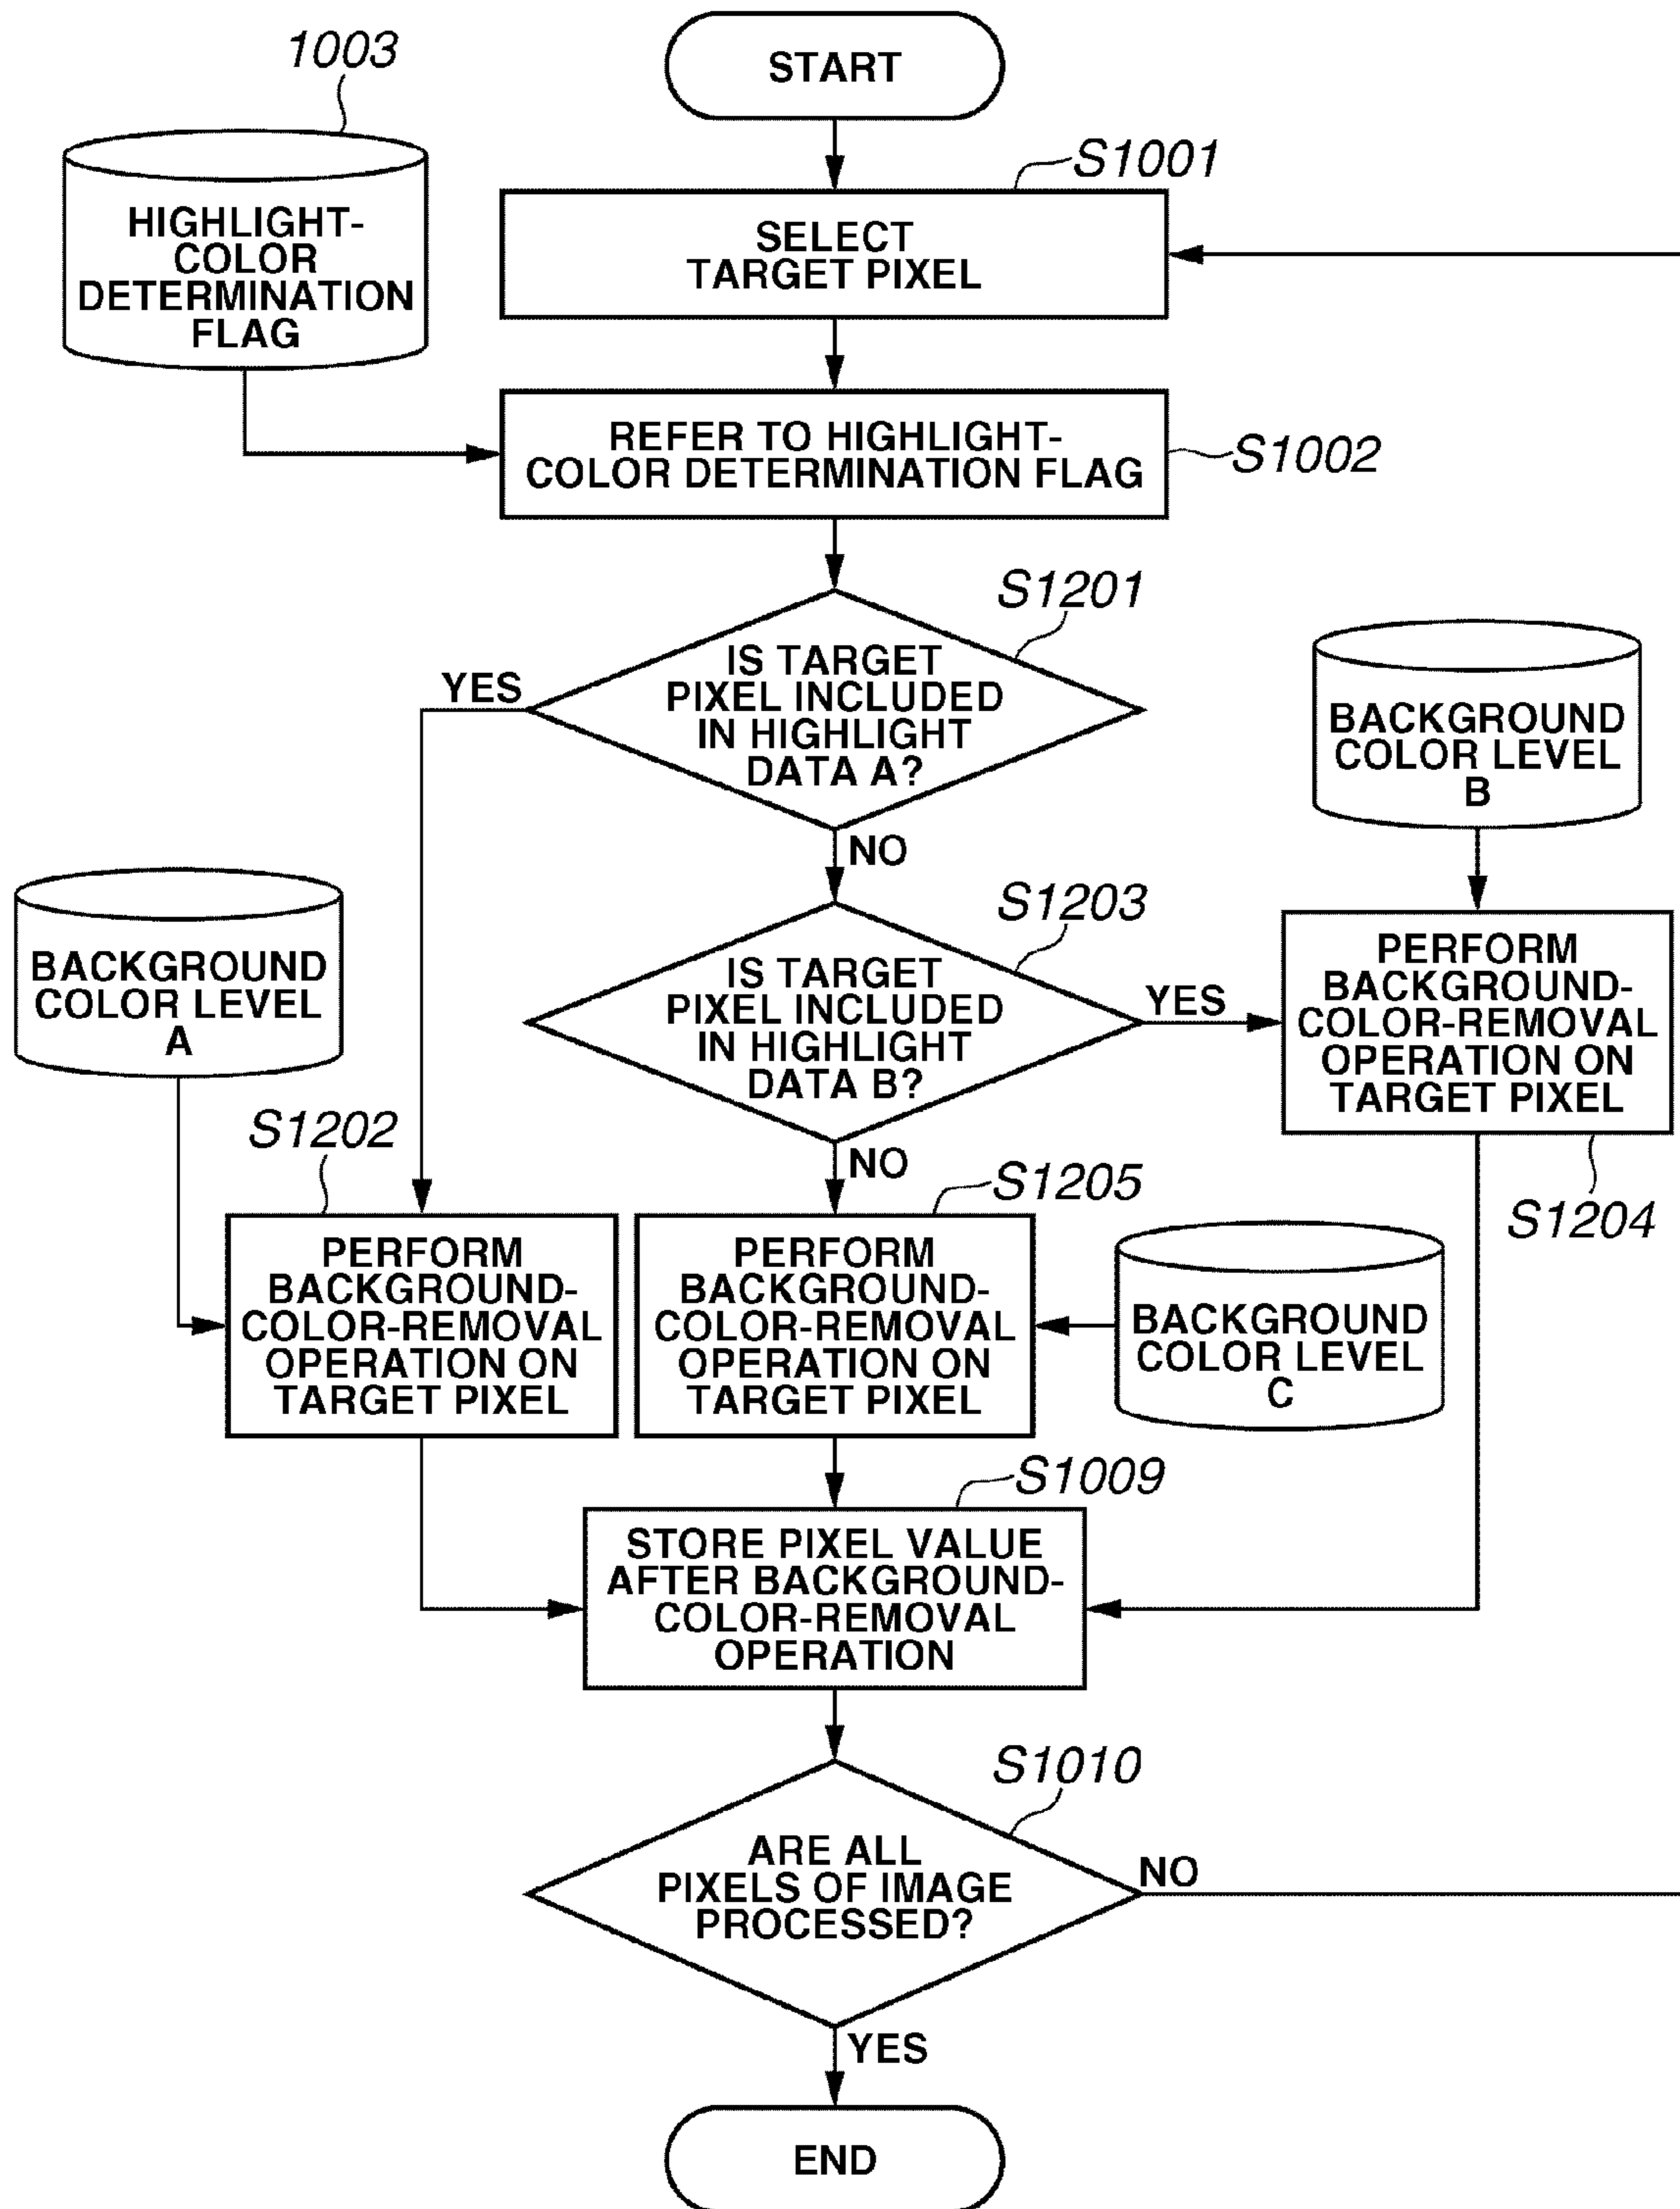 START
1003
S1001
SELECT
TARGET PIXEL
HIGHLIGHT-
COLOR
DETERMINATION
FLAG
REFER TO HIGHLIGHT-
COLOR DETERMINATION FLAG
S1002
S1201
IS TARGET
PIXEL INCLUDED
IN HIGHLIGHT
DATA A?
YES
NO
BACKGROUND
COLOR LEVEL
B
S1203
IS TARGET
PIXEL INCLUDED
IN HIGHLIGHT
DATA B?
YES
NO
PERFORM
BACKGROUND-
COLOR-REMOVAL
OPERATION ON
TARGET PIXEL
S1204
BACKGROUND
COLOR LEVEL
A
S1202
PERFORM
BACKGROUND-
COLOR-REMOVAL
OPERATION ON
TARGET PIXEL
S1205
PERFORM
BACKGROUND-
COLOR-REMOVAL
OPERATION ON
TARGET PIXEL
BACKGROUND
COLOR LEVEL
C
S1009
STORE PIXEL VALUE
AFTER BACKGROUND-
COLOR-REMOVAL
OPERATION
S1010
ARE ALL
PIXELS OF IMAGE
PROCESSED?
NO
YES
END